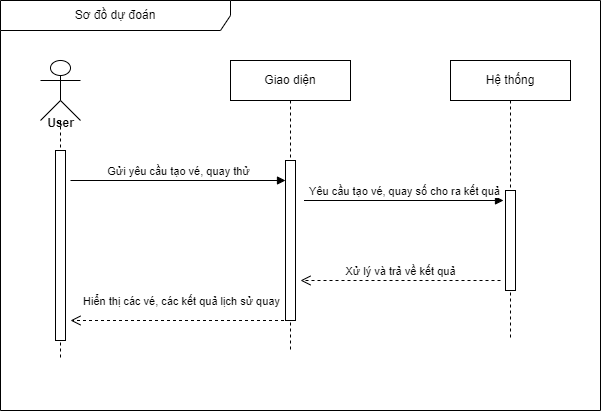 Sơ đồ dự đoán
Giao diện
Hệ thống
User
Gửi yêu cầu tạo vé, quay thử
Yêu cầu tạo vé, quay số cho ra kết quả
Xử lý và trả về kết quả
Hiển thị các vé, các kết quả lịch sử quay